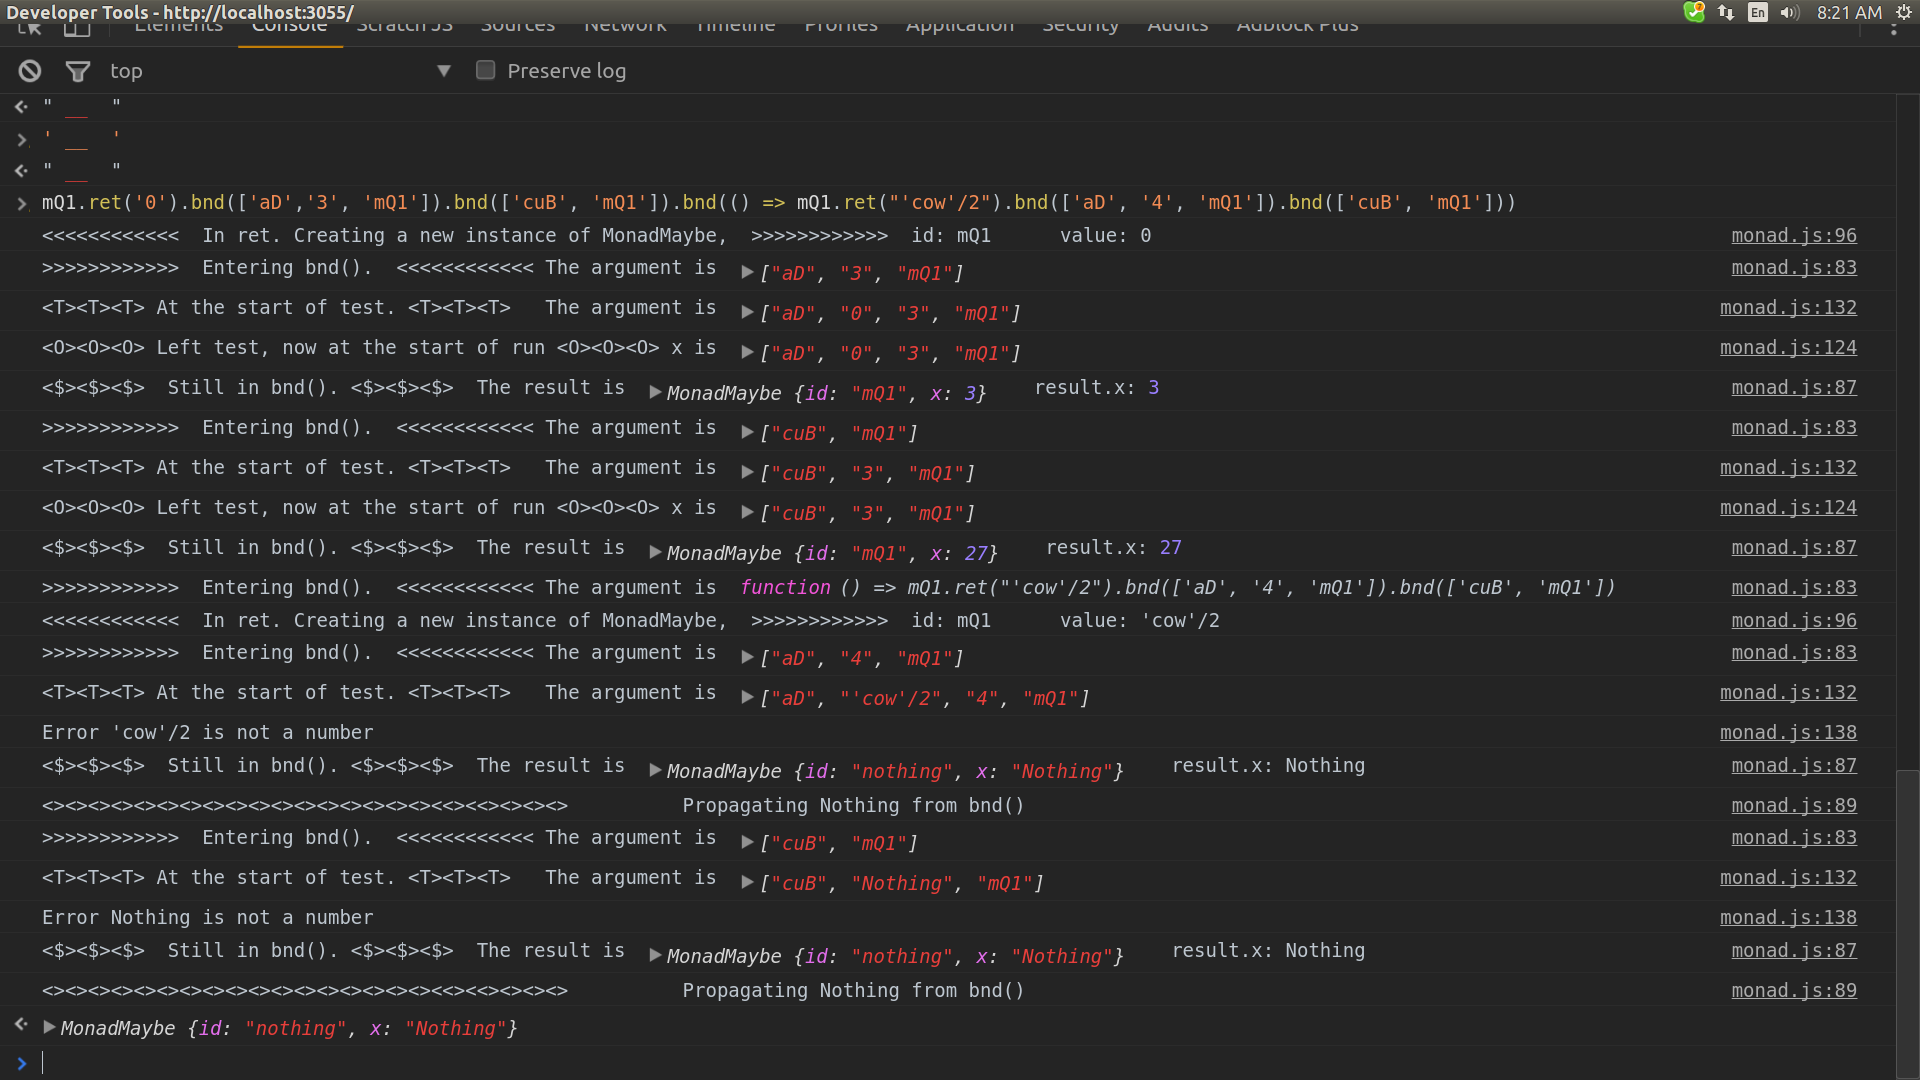 Developer Tools - http://localhost:3055/
En 8:21 AM
Elements Console Scratch JS Sources Network Timeline Profiles Application Security Audits Adblock Plus
top Preserve log
" __  "
' __  '
" __  "
mQ1.ret('0').bnd(['aD','3', 'mQ1']).bnd(['cuB', 'mQ1']).bnd(() => mQ1.ret("'cow'/2").bnd(['aD', '4', 'mQ1']).bnd(['cuB', 'mQ1']))
<<<<<<<<<<<<  In ret. Creating a new instance of MonadMaybe,  >>>>>>>>>>>>  id: mQ1      value: 0 monad.js:96
>>>>>>>>>>>>  Entering bnd().  <<<<<<<<<<<< The argument is  ["aD", "3", "mQ1"] monad.js:83
<T><T><T> At the start of test. <T><T><T>   The argument is  ["aD", "0", "3", "mQ1"] monad.js:132
<O><O><O> Left test, now at the start of run <O><O><O> x is  ["aD", "0", "3", "mQ1"] monad.js:124
<$><$><$>  Still in bnd(). <$><$><$>  The result is  MonadMaybe {id: "mQ1", x: 3}    result.x: 3 monad.js:87
>>>>>>>>>>>>  Entering bnd().  <<<<<<<<<<<< The argument is  ["cuB", "mQ1"] monad.js:83
<T><T><T> At the start of test. <T><T><T>   The argument is  ["cuB", "3", "mQ1"] monad.js:132
<O><O><O> Left test, now at the start of run <O><O><O> x is  ["cuB", "3", "mQ1"] monad.js:124
<$><$><$>  Still in bnd(). <$><$><$>  The result is  MonadMaybe {id: "mQ1", x: 27}    result.x: 27 monad.js:87
>>>>>>>>>>>>  Entering bnd().  <<<<<<<<<<<< The argument is  function () => mQ1.ret("'cow'/2").bnd(['aD', '4', 'mQ1']).bnd(['cuB', 'mQ1']) monad.js:83
<<<<<<<<<<<<  In ret. Creating a new instance of MonadMaybe,  >>>>>>>>>>>>  id: mQ1      value: 'cow'/2 monad.js:96
>>>>>>>>>>>>  Entering bnd().  <<<<<<<<<<<< The argument is  ["aD", "4", "mQ1"] monad.js:83
<T><T><T> At the start of test. <T><T><T>   The argument is  ["aD", "'cow'/2", "4", "mQ1"] monad.js:132
Error 'cow'/2 is not a number monad.js:138
<$><$><$>  Still in bnd(). <$><$><$>  The result is  MonadMaybe {id: "nothing", x: "Nothing"}    result.x: Nothing monad.js:87
<><><><><><><><><><><><><><><><><><><><><><><>          Propagating Nothing from bnd() monad.js:89
>>>>>>>>>>>>  Entering bnd().  <<<<<<<<<<<< The argument is  ["cuB", "mQ1"] monad.js:83
<T><T><T> At the start of test. <T><T><T>   The argument is  ["cuB", "Nothing", "mQ1"] monad.js:132
Error Nothing is not a number monad.js:138
<$><$><$>  Still in bnd(). <$><$><$>  The result is  MonadMaybe {id: "nothing", x: "Nothing"}    result.x: Nothing monad.js:87
<><><><><><><><><><><><><><><><><><><><><><><>          Propagating Nothing from bnd() monad.js:89
MonadMaybe {id: "nothing", x: "Nothing"}